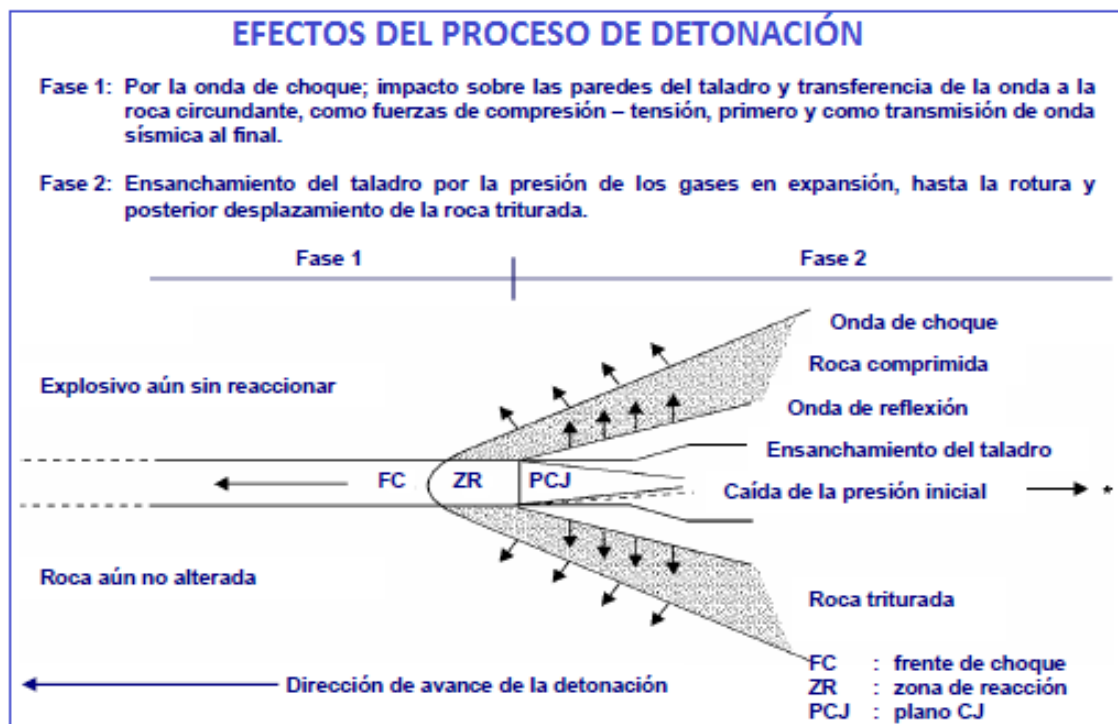 EFECTOS DEL PROCESO DE DETONACIÓN
Fase 1: Por la onda de choque; impacto sobre las paredes del taladro y transferencia de la onda a la
roca circundante, como fuerzas de compresión – tensión, primero y como transmisión de onda
sísmica al final.
Fase 2: Ensanchamiento del taladro por la presión de los gases en expansión, hasta la rotura y
posterior desplazamiento de la roca triturada.
Fase 1
Fase 2
Onda de choque
Roca comprimida
Explosivo aún sin reaccionar
Onda de reflexión
Ensanchamiento del taladro
FC ZR PCJ
Caída de la presión inicial *
Roca aún no alterada
Roca triturada
FC : frente de choque
Dirección de avance de la detonación
ZR : zona de reacción
PCJ : plano CJ